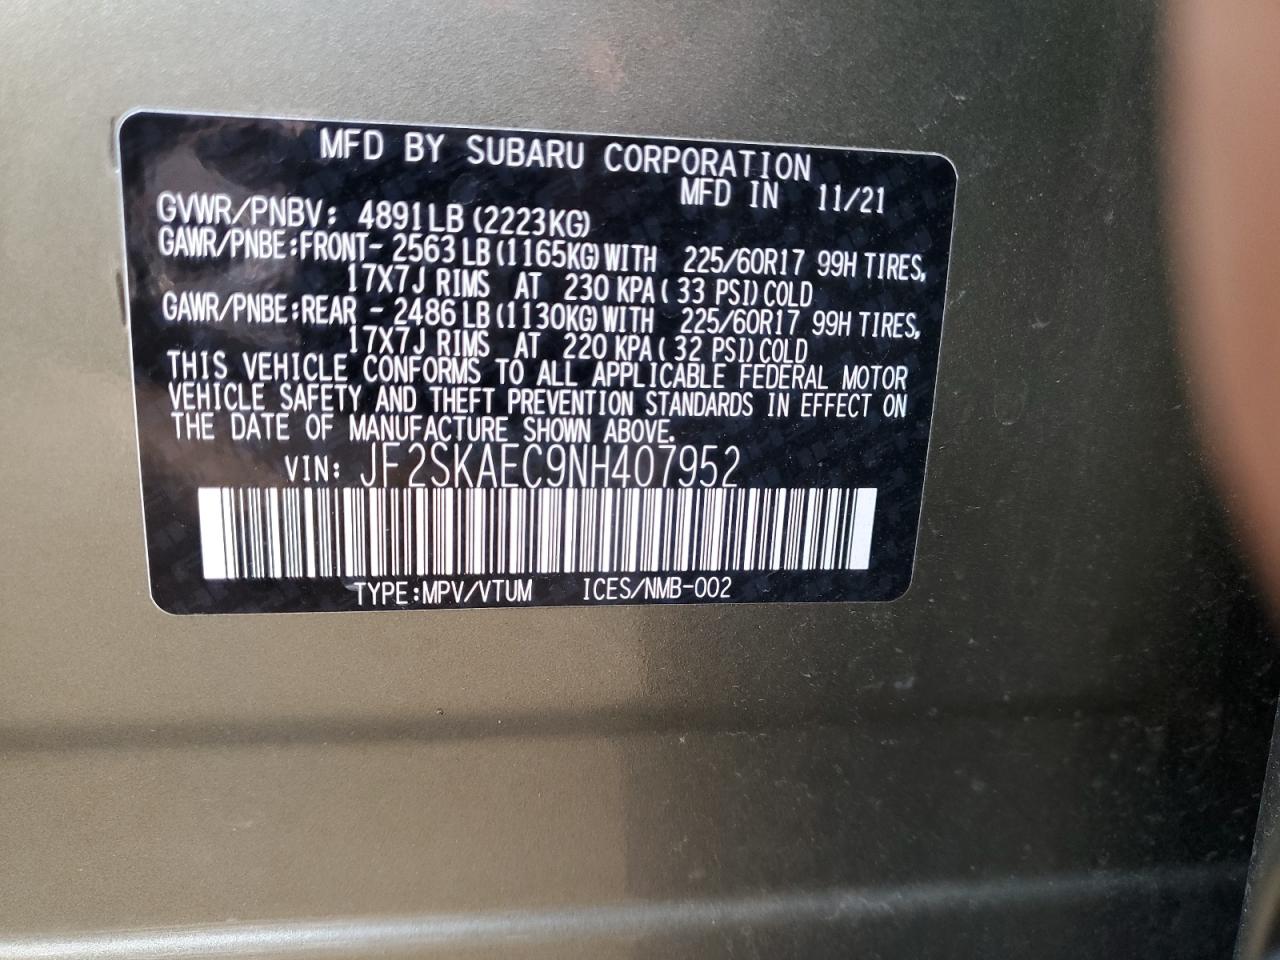 MFD BY SUBARU CORPORATION
MFD IN 11/21
GVWR/PNBV: 4891LB (2223KG)
GAWR/PNBE:FRONT- 2563 LB (1165KG) WITH 225/60R17 99H TIRES,
17X7J RIMS AT 230 KPA ( 33 PSI) COLD
GAWR/PNBE:REAR - 2486 LB (1130KG) WITH 225/60R17 99H TIRES,
17X7J RIMS AT 220 KPA ( 32 PSI) COLD
THIS VEHICLE CONFORMS TO ALL APPLICABLE FEDERAL MOTOR
VEHICLE SAFETY AND THEFT PREVENTION STANDARDS IN EFFECT ON
THE DATE OF MANUFACTURE SHOWN ABOVE.
VIN: JF2SKAEC9NH407952
TYPE:MPV/VTUM ICES/NMB-002